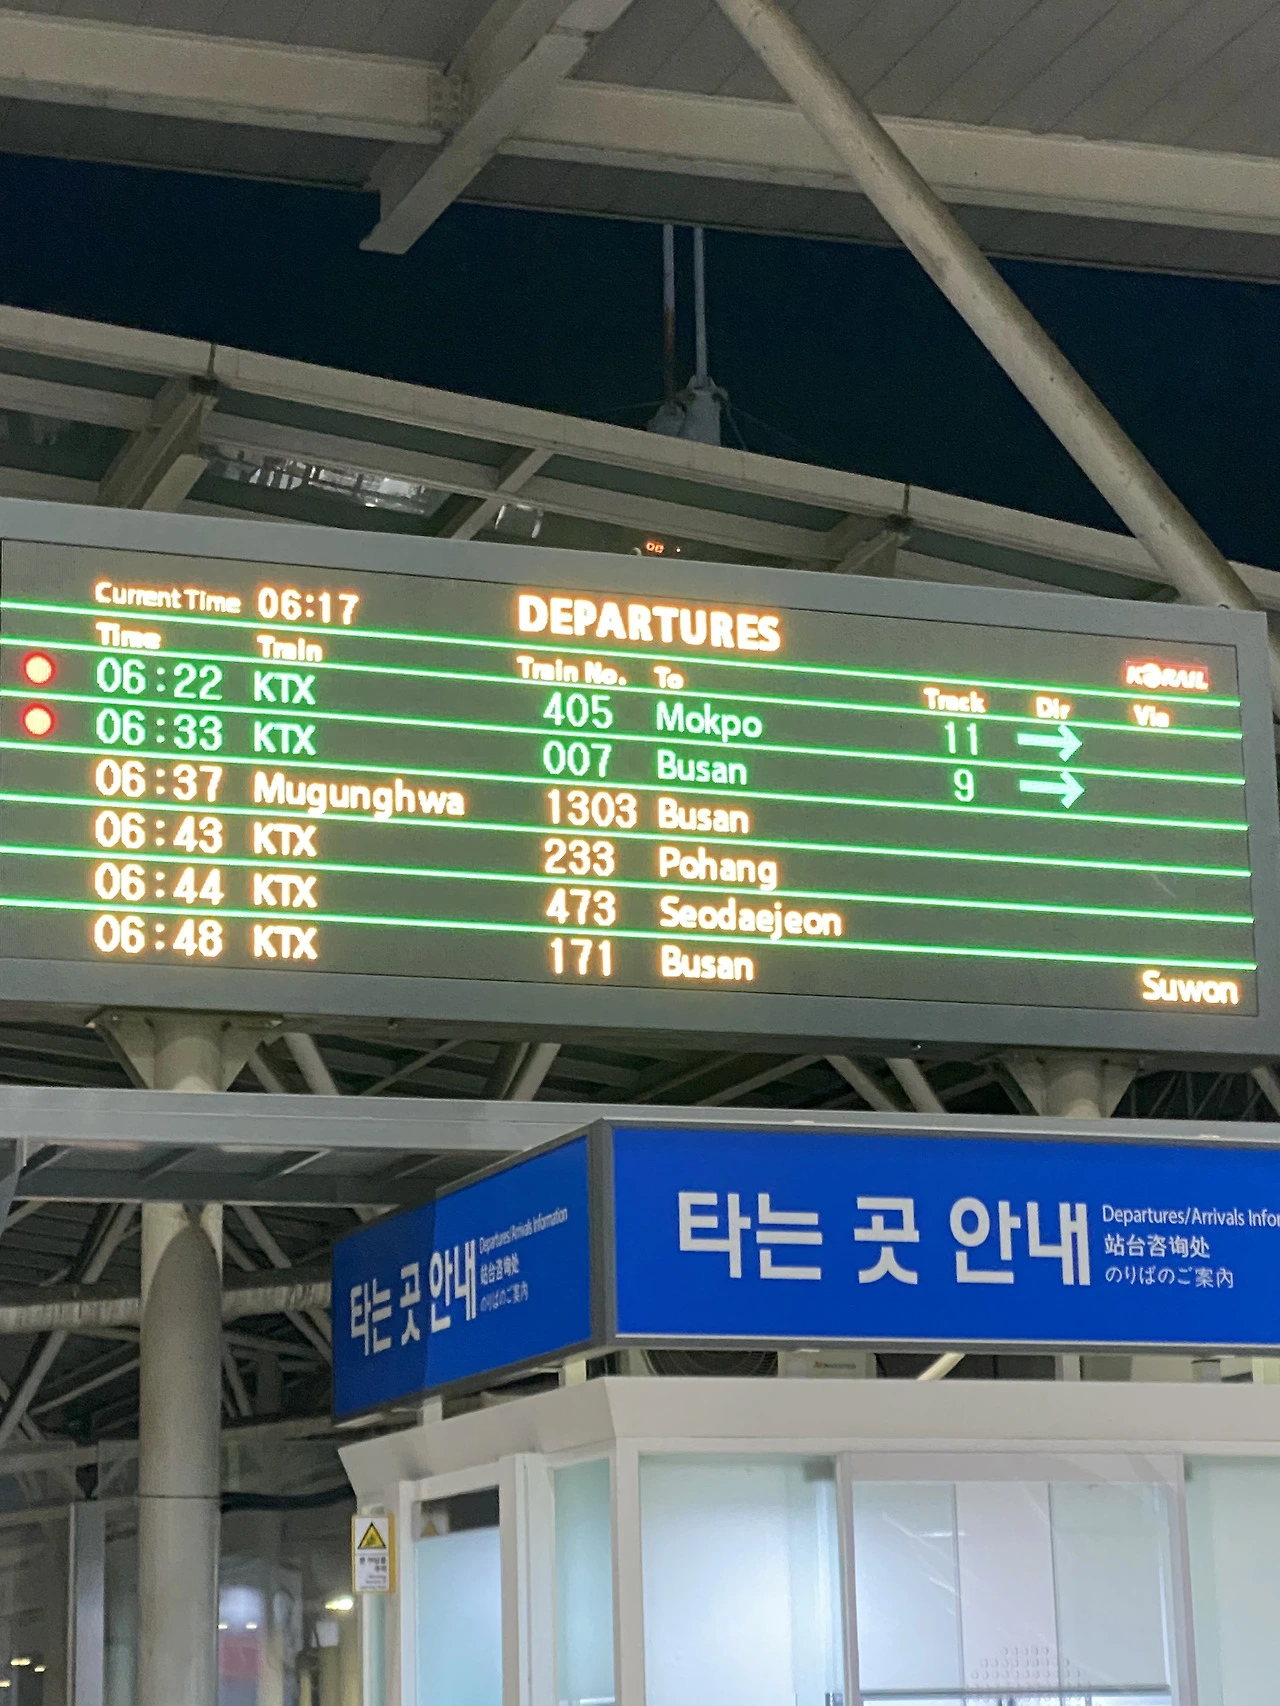 Current Time 06:17 DEPARTURES KORAIL
Time Train Train No. To Track Dir Via
06:22 KTX 405 Mokpo 11 →
06:33 KTX 007 Busan 9 →
06:37 Mugunghwa 1303 Busan
06:43 KTX 233 Pohang
06:44 KTX 473 Seodaejeon
06:48 KTX 171 Busan Suwon
타는 곳 안내
Departures/Arrivals Information
站台咨询处
のりばのご案内
타는 곳 안내
Departures/Arrivals Infor
站台咨询处
のりばのご案内